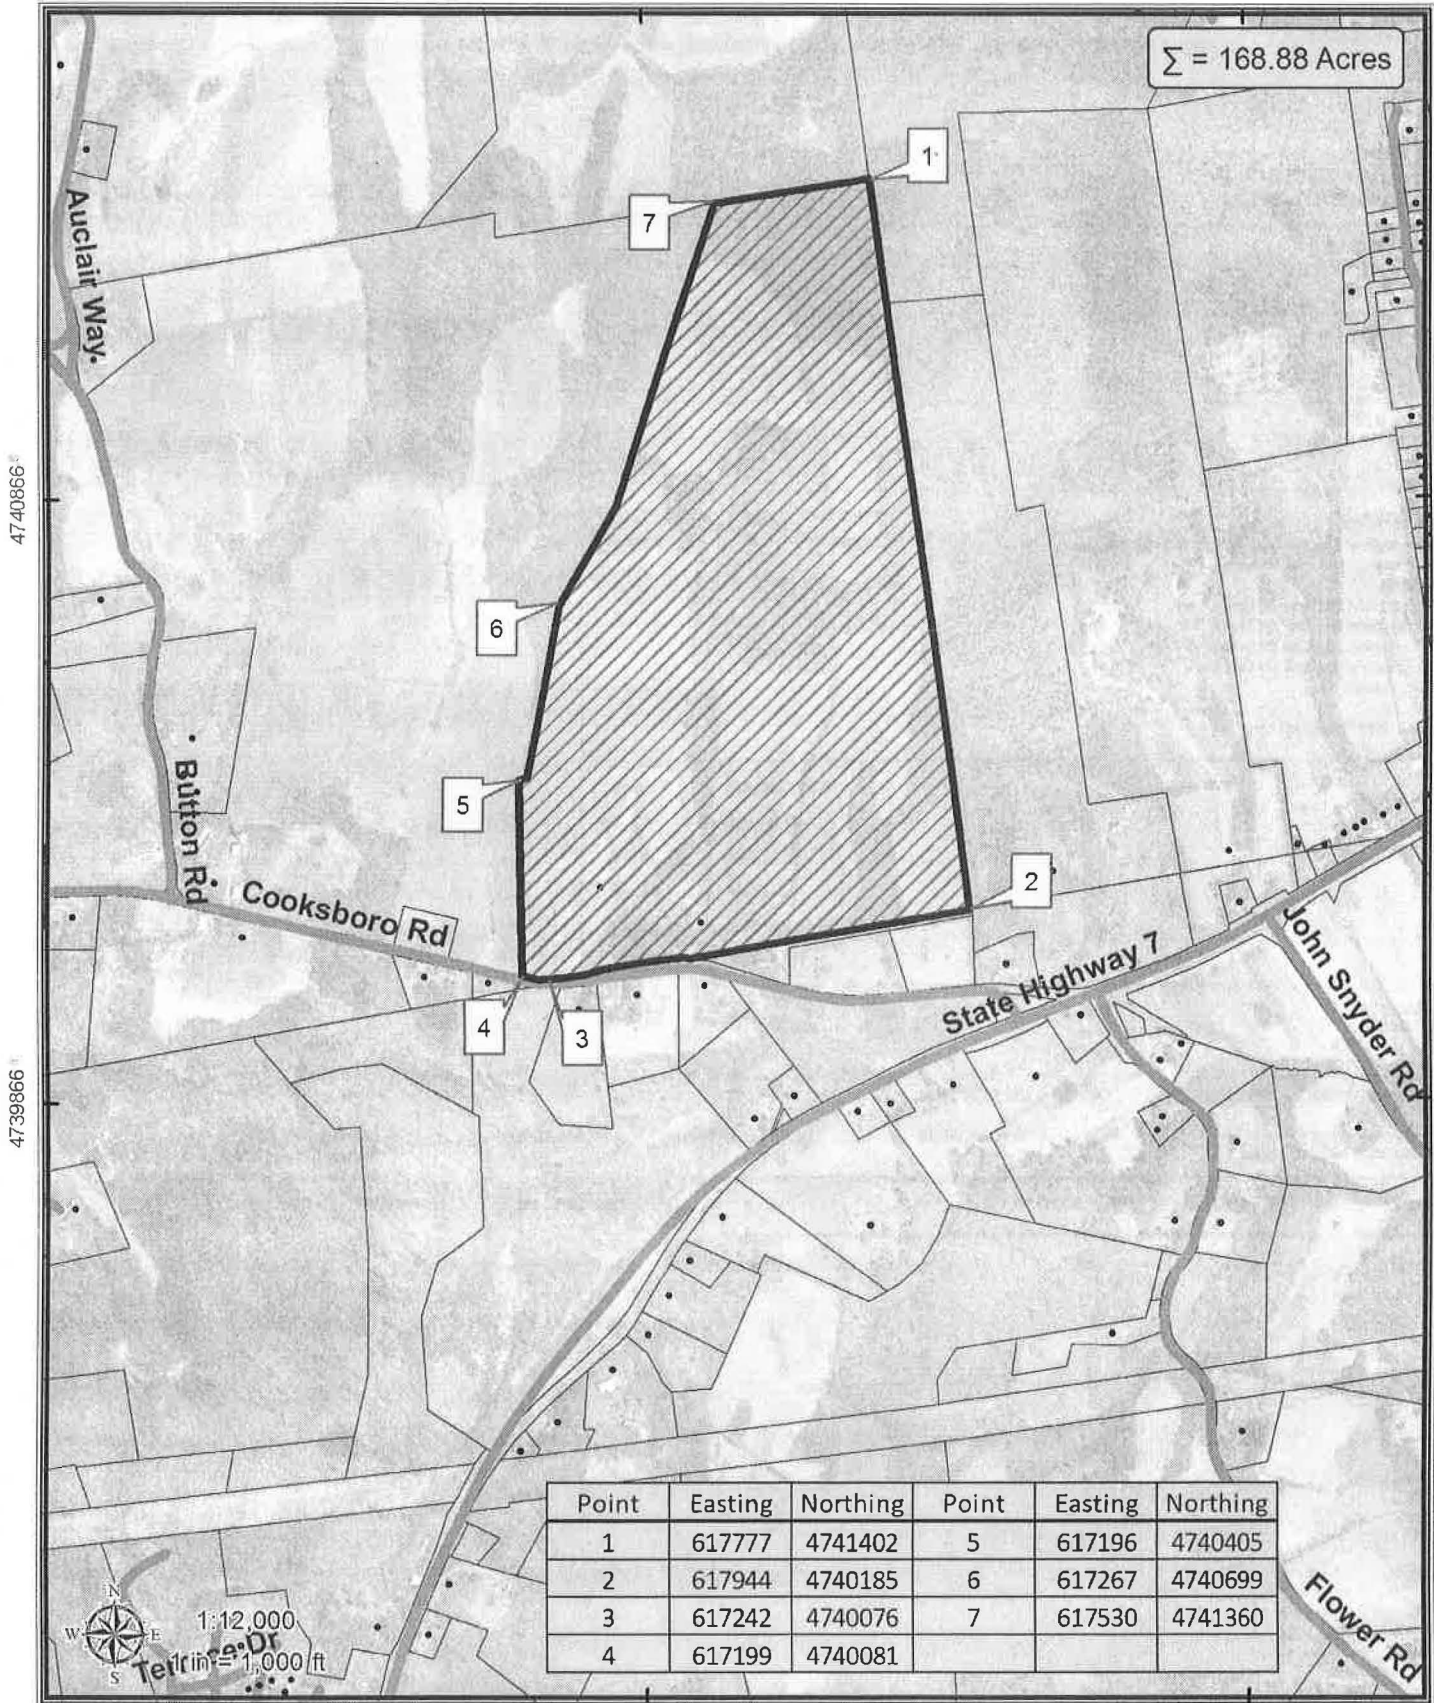 ∑ = 168.88 Acres
1
7
Auclair Way
4740866
6
5
Button Rd
2
Cooksboro Rd
State Highway 7
John Snyder Rd
4
3
4739866
Point Easting Northing Point Easting Northing
1 617777 4741402 5 617196 4740405
2 617944 4740185 6 617267 4740699
3 617242 4740076 7 617530 4741360
4 617199 4740081
Flower Rd
N
W E
S
1:12,000
1 in = 1,000 ft